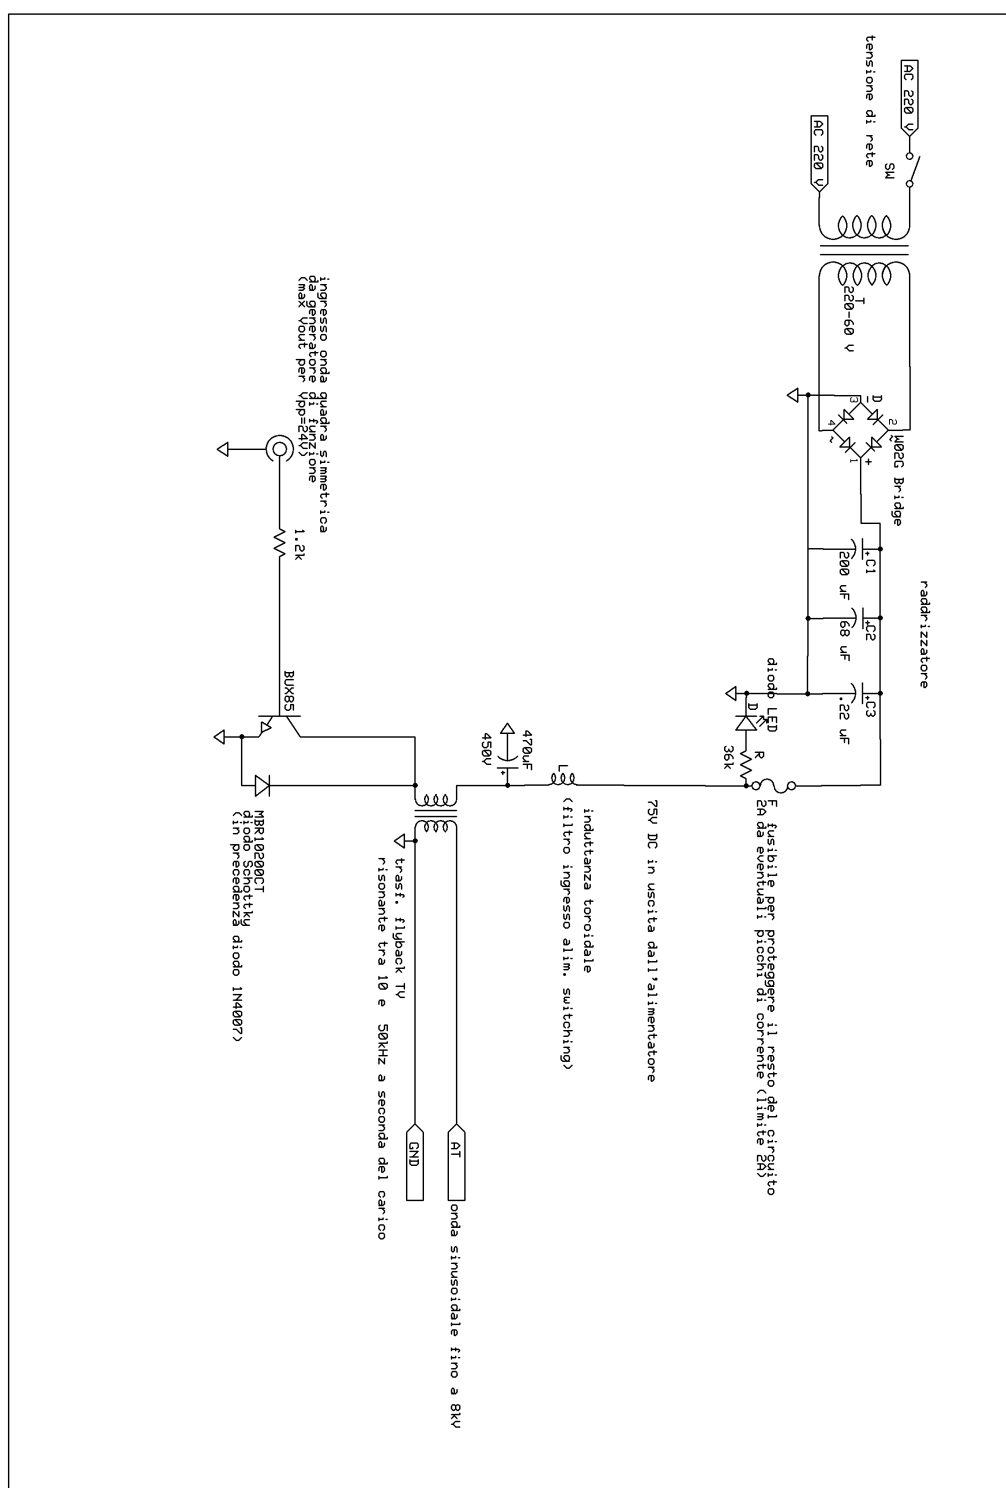 tensione di rete
AC 220 V
AC 220 V
SW
T
220-60 V
D
-
3
2
~
4
~
1
+
W02G Bridge
raddrizzatore
+
C1
200 uF
+
C2
68 uF
+
C3
.22 uF
diodo LED
D
R
36k
F fusibile per proteggere il resto del circuito
2A da eventuali picchi di corrente (limite 2A)
75V DC in uscita dall'alimentatore
L
induttanza toroidale
(filtro ingresso alim. switching)
470uF
450V
+
ingresso onda quadra simmetrica
da generatore di funzione
(max Vout per Vpp=24V)
1.2k
BUX85
MBR10200CT
diodo Schottky
(in precedenza diodo 1N4007)
trasf. flyback TV
risonante tra 10 e 50kHz a seconda del carico
AT
GND
onda sinusoidale fino a 8kV